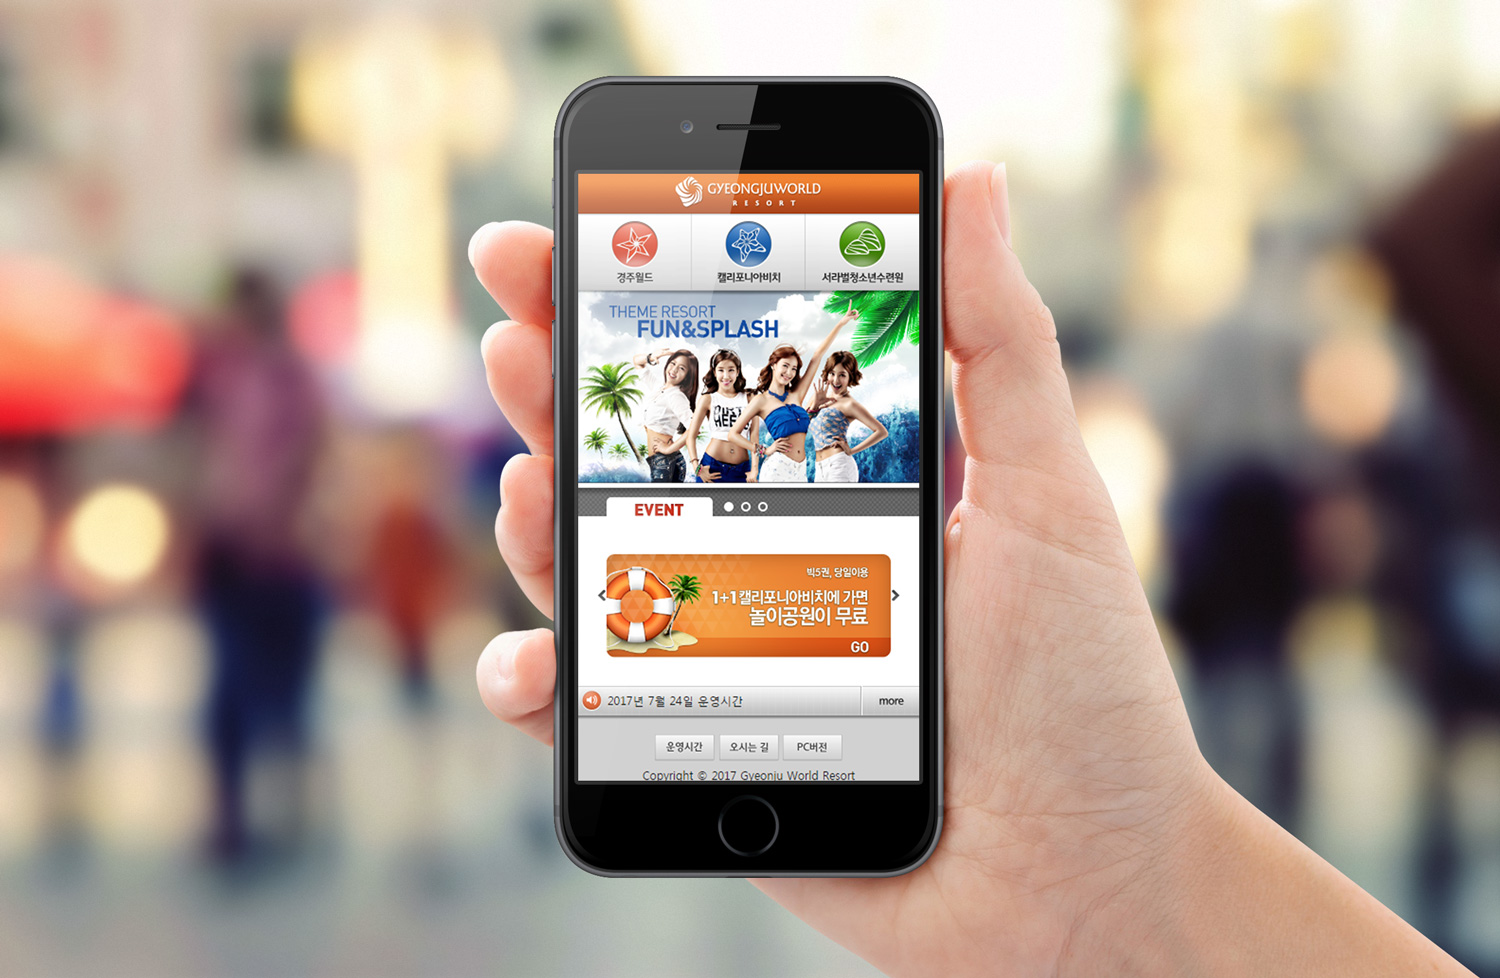 GYEONGJUWORLD
RESORT
경주월드
캘리포니아비치
서라벌청소년수련원
THEME RESORT
FUN&SPLASH
JUST
HERE
EVENT
빅5권, 당일이용
1+1 캘리포니아비치에 가면
놀이공원이 무료
GO
2017년 7월 24일 운영시간
more
운영시간
오시는 길
PC버전
Copyright © 2017 Gyeonju World Resort